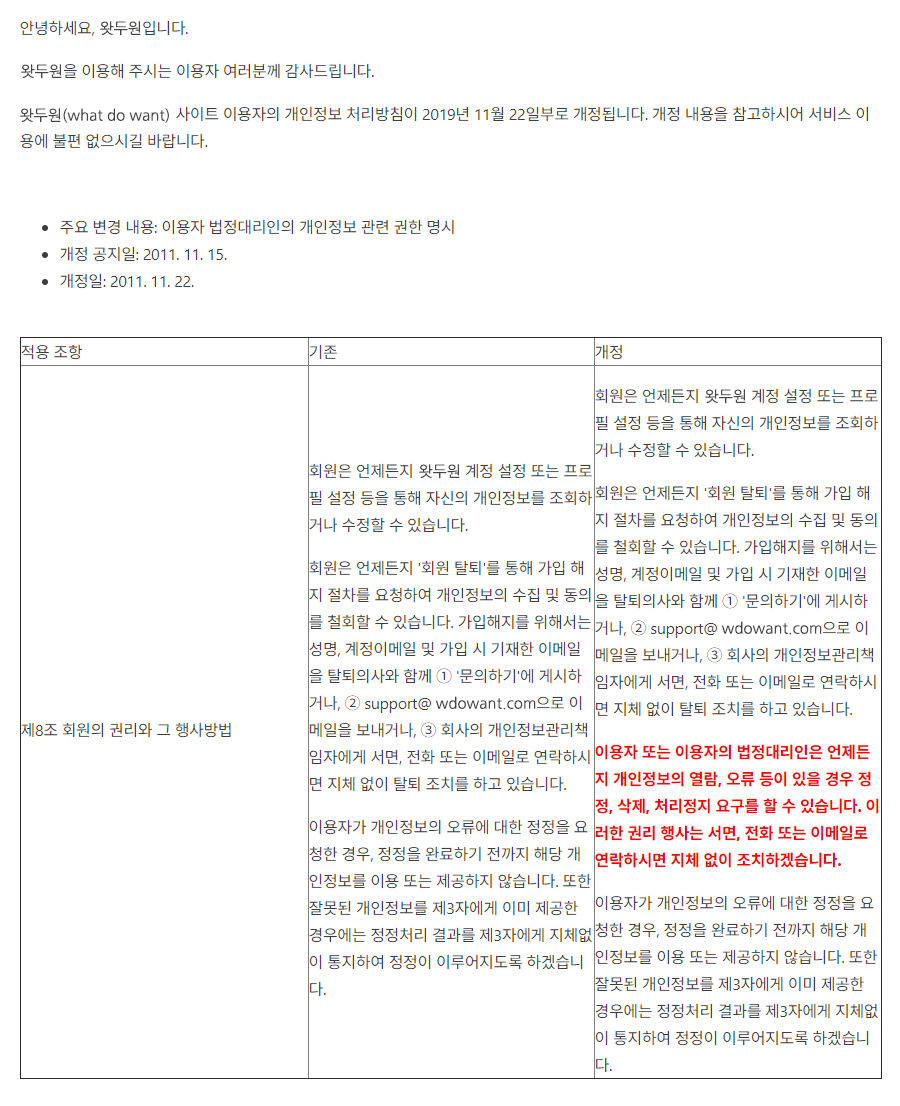 안녕하세요, 왓두원입니다.
왓두원을 이용해 주시는 이용자 여러분께 감사드립니다.
왓두원(what do want) 사이트 이용자의 개인정보 처리방침이 2019년 11월 22일부로 개정됩니다. 개정 내용을 참고하시어 서비스 이
용에 불편 없으시길 바랍니다.
• 주요 변경 내용: 이용자 법정대리인의 개인정보 관련 권한 명시
• 개정 공지일: 2011. 11. 15.
• 개정일: 2011. 11. 22.
적용 조항
기존
개정
제8조 회원의 권리와 그 행사방법
회원은 언제든지 왓두원 계정 설정 또는 프로
필 설정 등을 통해 자신의 개인정보를 조회하
거나 수정할 수 있습니다.
회원은 언제든지 '회원 탈퇴'를 통해 가입 해
지 절차를 요청하여 개인정보의 수집 및 동의
를 철회할 수 있습니다. 가입해지를 위해서는
성명, 계정이메일 및 가입 시 기재한 이메일
을 탈퇴의사와 함께 ① '문의하기'에 게시하
거나, ② support@ wdowant.com으로 이
메일을 보내거나, ③ 회사의 개인정보관리책
임자에게 서면, 전화 또는 이메일로 연락하시
면 지체 없이 탈퇴 조치를 하고 있습니다.
이용자가 개인정보의 오류에 대한 정정을 요
청한 경우, 정정을 완료하기 전까지 해당 개
인정보를 이용 또는 제공하지 않습니다. 또한
잘못된 개인정보를 제3자에게 이미 제공한
경우에는 정정처리 결과를 제3자에게 지체없
이 통지하여 정정이 이루어지도록 하겠습니
다.
회원은 언제든지 왓두원 계정 설정 또는 프로
필 설정 등을 통해 자신의 개인정보를 조회하
거나 수정할 수 있습니다.
회원은 언제든지 '회원 탈퇴'를 통해 가입 해
지 절차를 요청하여 개인정보의 수집 및 동의
를 철회할 수 있습니다. 가입해지를 위해서는
성명, 계정이메일 및 가입 시 기재한 이메일
을 탈퇴의사와 함께 ① '문의하기'에 게시하
거나, ② support@ wdowant.com으로 이
메일을 보내거나, ③ 회사의 개인정보관리책
임자에게 서면, 전화 또는 이메일로 연락하시
면 지체 없이 탈퇴 조치를 하고 있습니다.
이용자 또는 이용자의 법정대리인은 언제든
지 개인정보의 열람, 오류 등이 있을 경우 정
정, 삭제, 처리정지 요구를 할 수 있습니다. 이
러한 권리 행사는 서면, 전화 또는 이메일로
연락하시면 지체 없이 조치하겠습니다.
이용자가 개인정보의 오류에 대한 정정을 요
청한 경우, 정정을 완료하기 전까지 해당 개
인정보를 이용 또는 제공하지 않습니다. 또한
잘못된 개인정보를 제3자에게 이미 제공한
경우에는 정정처리 결과를 제3자에게 지체없
이 통지하여 정정이 이루어지도록 하겠습니
다.